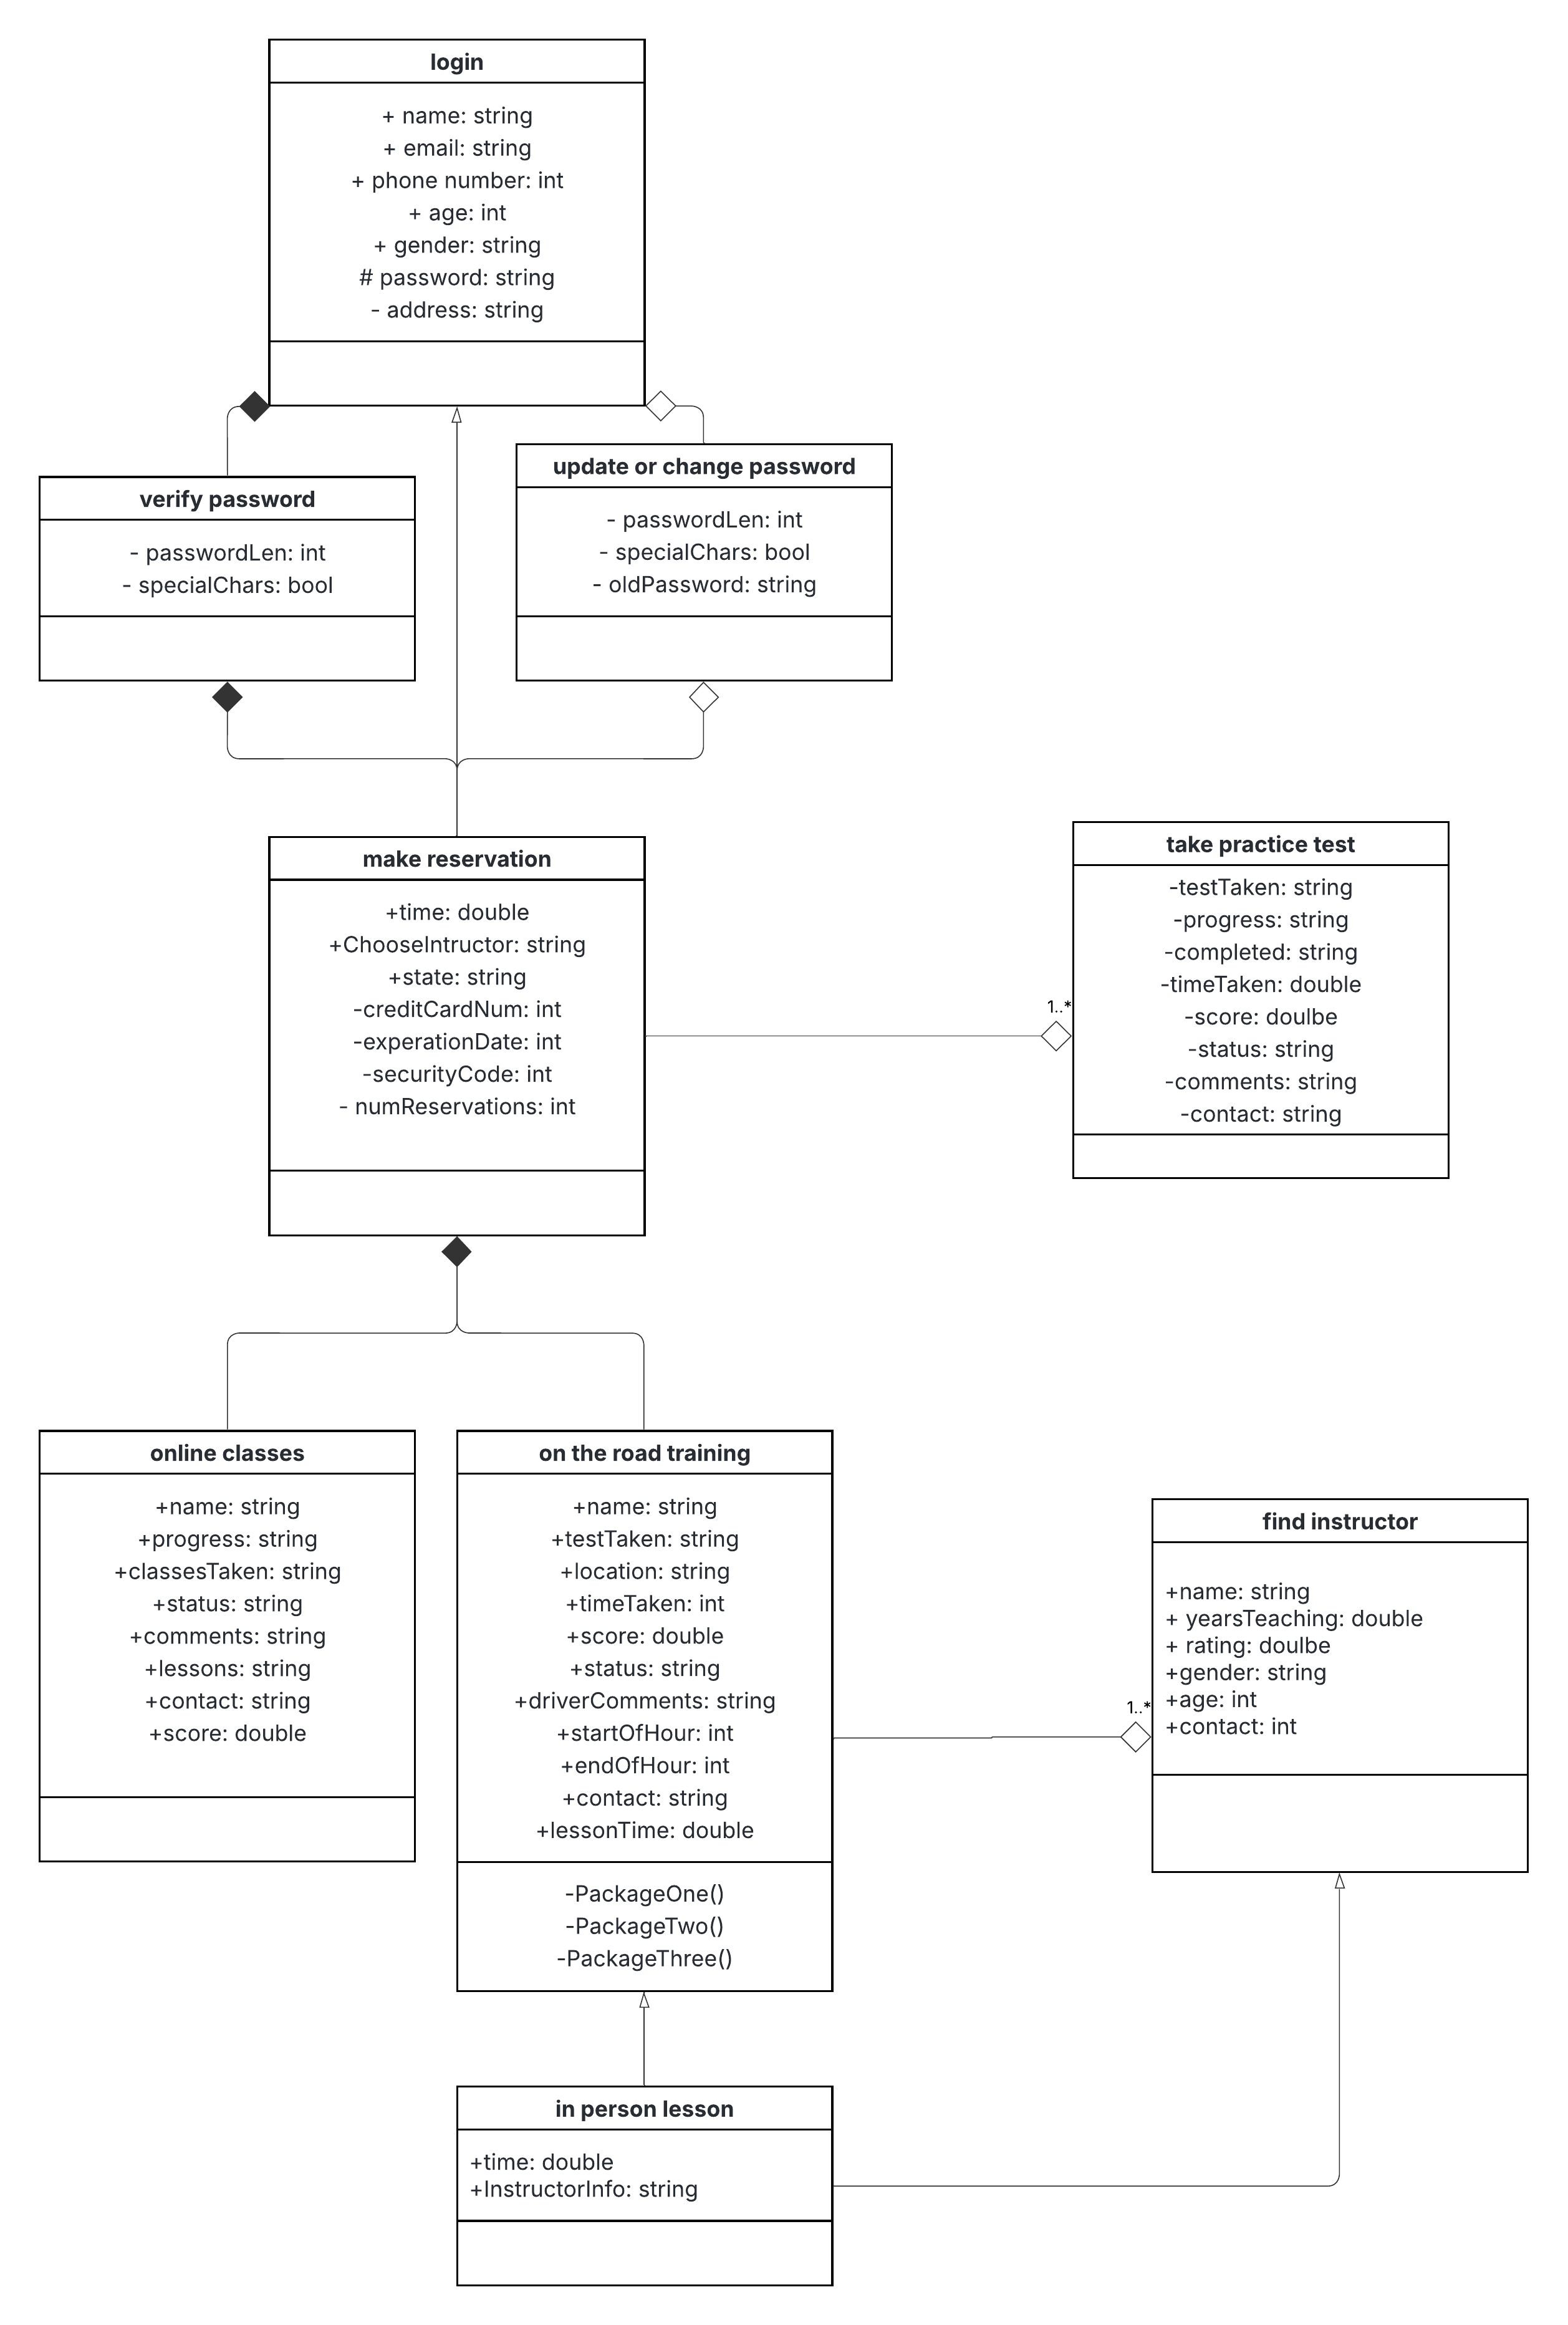 login
+ name: string
+ email: string
+ phone number: int
+ age: int
+ gender: string
# password: string
- address: string
verify password
- passwordLen: int
- specialChars: bool
update or change password
- passwordLen: int
- specialChars: bool
- oldPassword: string
make reservation
+time: double
+ChooseIntructor: string
+state: string
-creditCardNum: int
-experationDate: int
-securityCode: int
- numReservations: int
1..*
take practice test
-testTaken: string
-progress: string
-completed: string
-timeTaken: double
-score: doulbe
-status: string
-comments: string
-contact: string
online classes
+name: string
+progress: string
+classesTaken: string
+status: string
+comments: string
+lessons: string
+contact: string
+score: double
on the road training
+name: string
+testTaken: string
+location: string
+timeTaken: int
+score: double
+status: string
+driverComments: string
+startOfHour: int
+endOfHour: int
+contact: string
+lessonTime: double
-PackageOne()
-PackageTwo()
-PackageThree()
1..*
find instructor
+name: string
+ yearsTeaching: double
+ rating: doulbe
+gender: string
+age: int
+contact: int
in person lesson
+time: double
+InstructorInfo: string